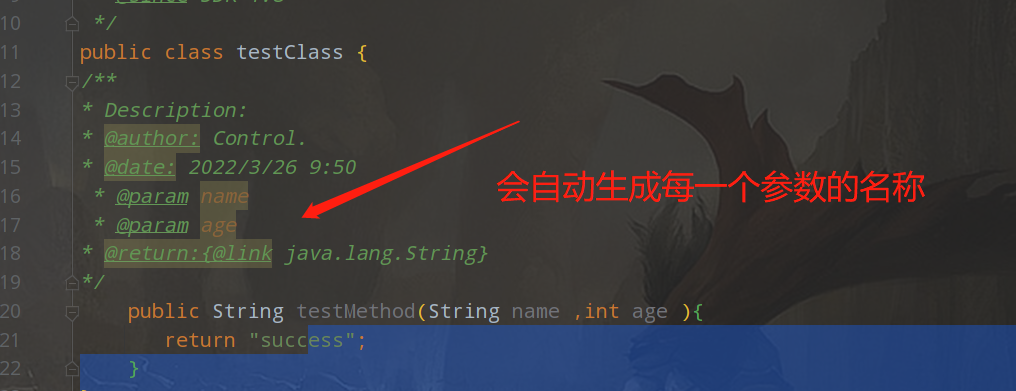 10 */
11 public class testClass {
12 /**
13 * Description:
14 * @author: Control.
15 * @date: 2022/3/26 9:50
16 * @param name
会自动生成每一个参数的名称
17 * @param age
18 * @return:{@link java.lang.String}
19 */
20 public String testMethod(String name ,int age ){
21 return "success";
22 }